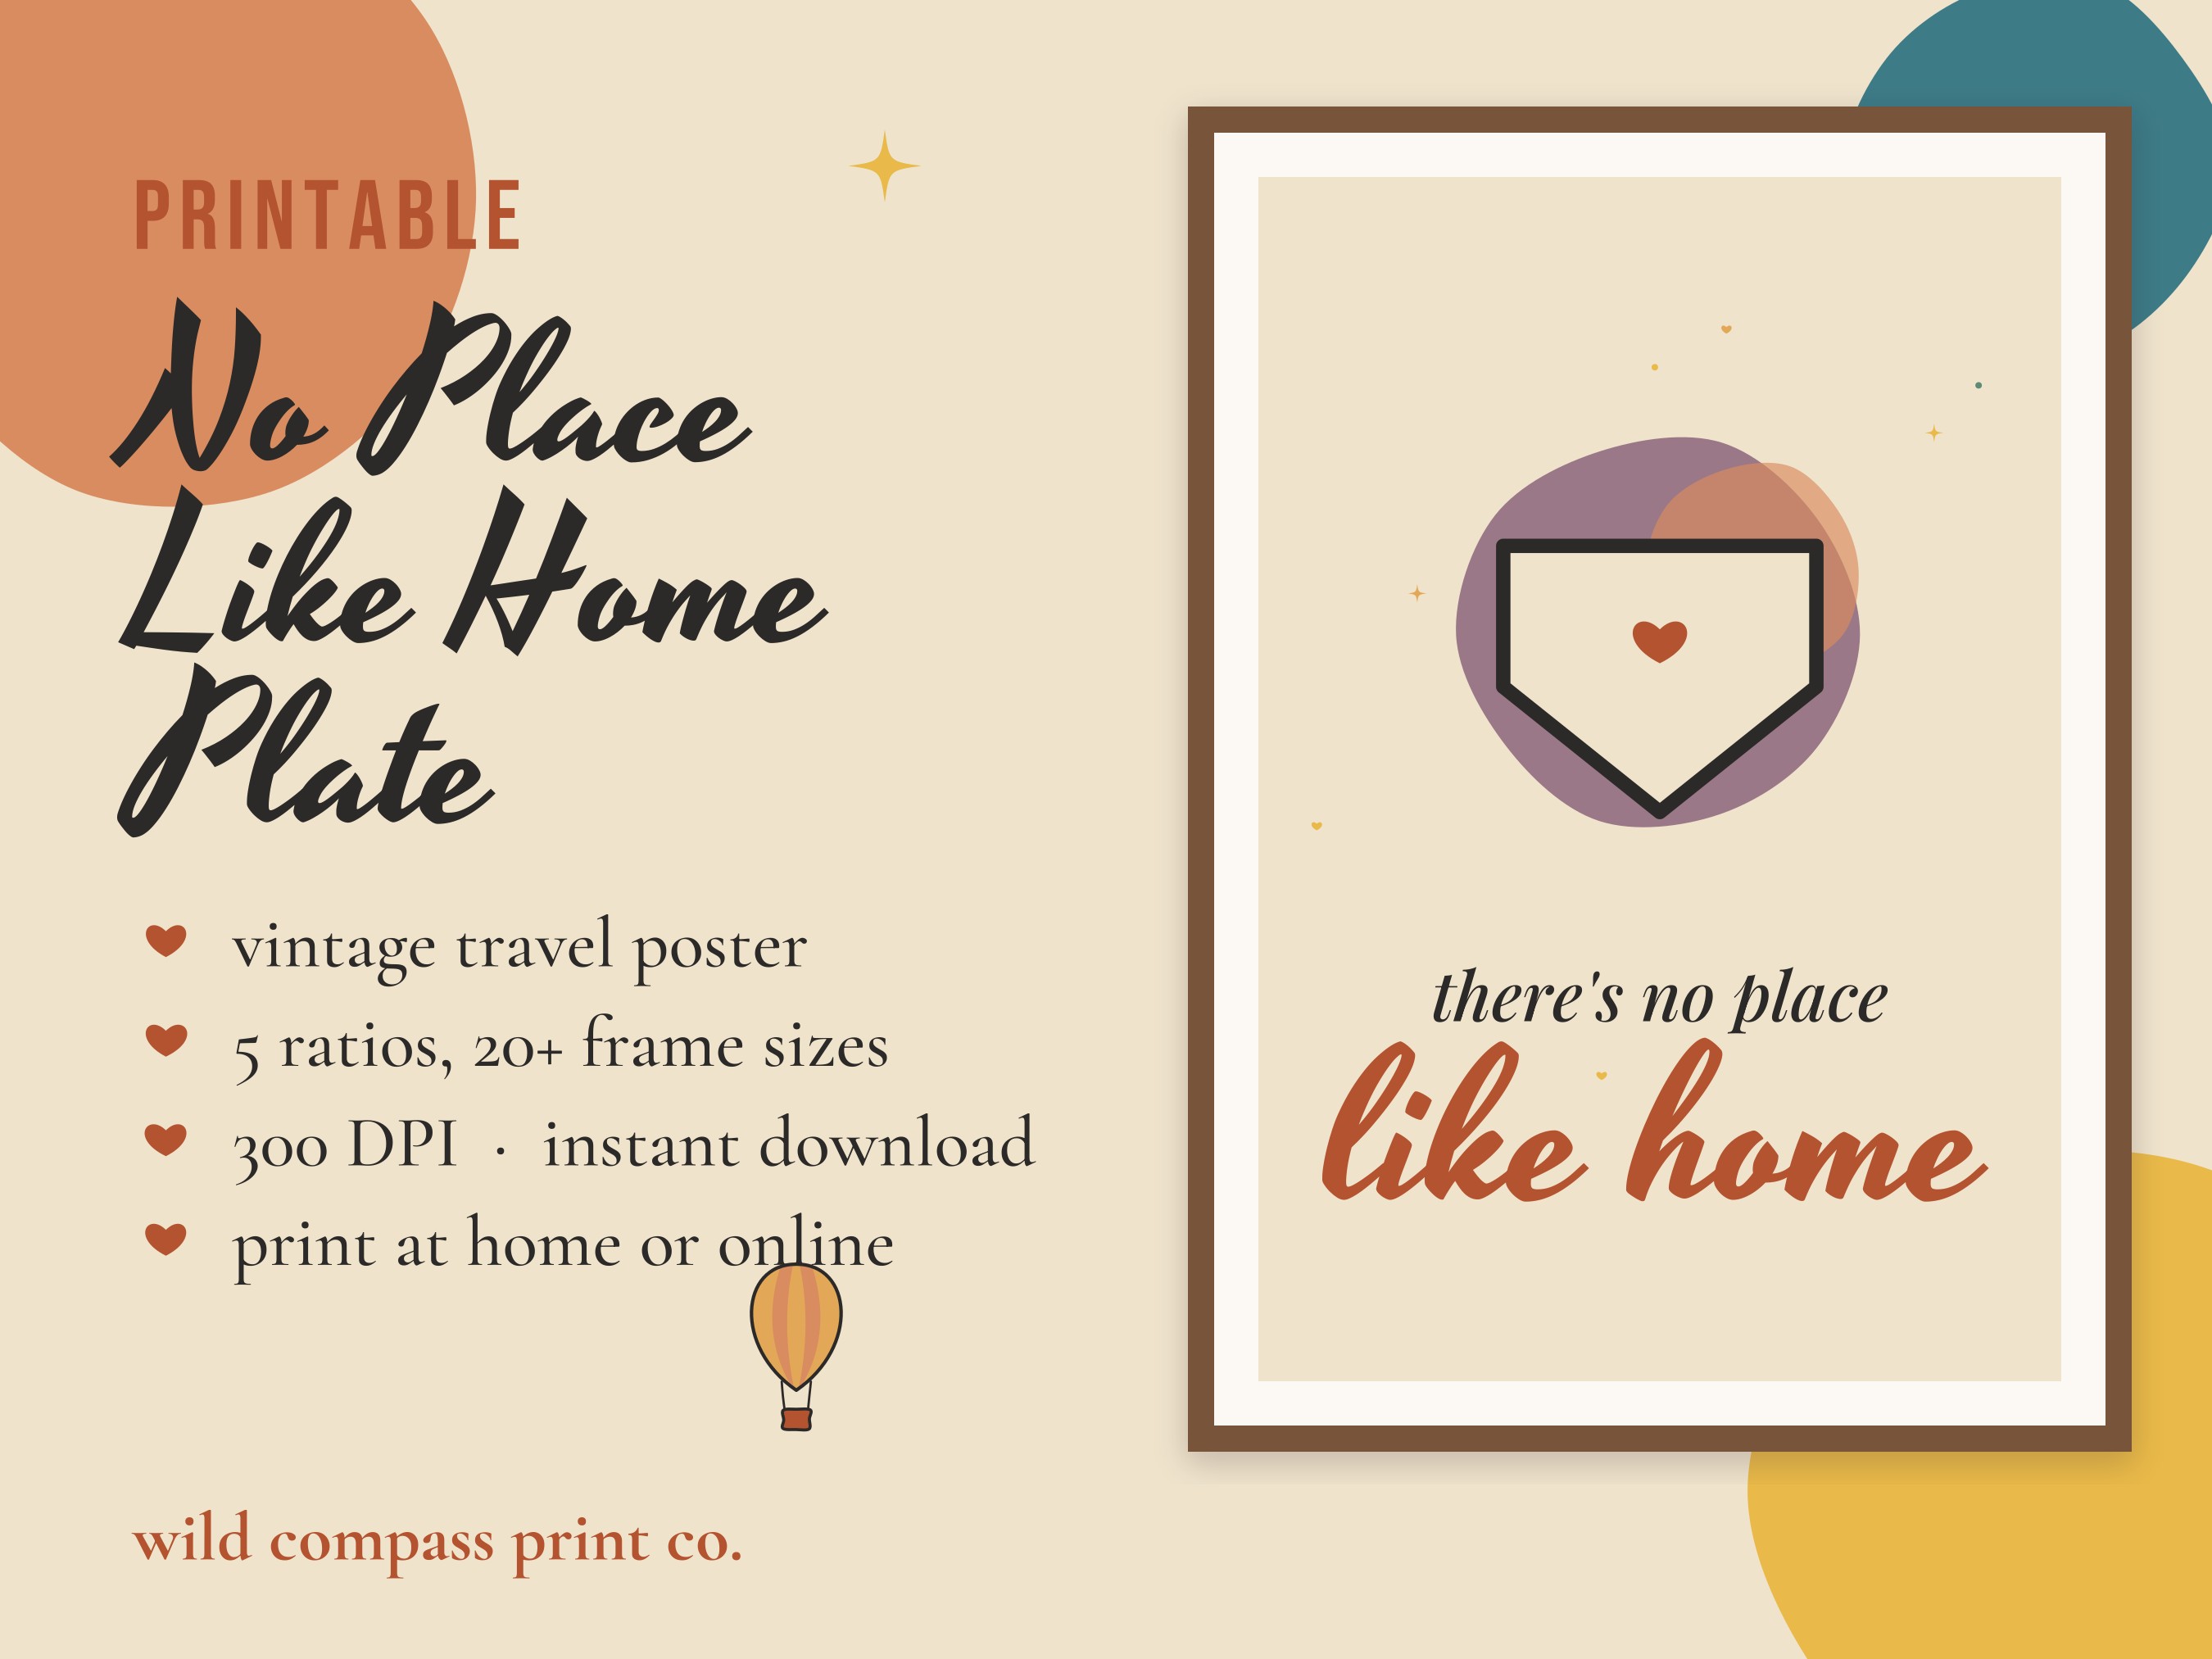 PRINTABLE
No Place
Like Home
Plate
vintage travel poster
5 ratios, 20+ frame sizes
300 DPI · instant download
print at home or online
wild compass print co.
there's no place
like home